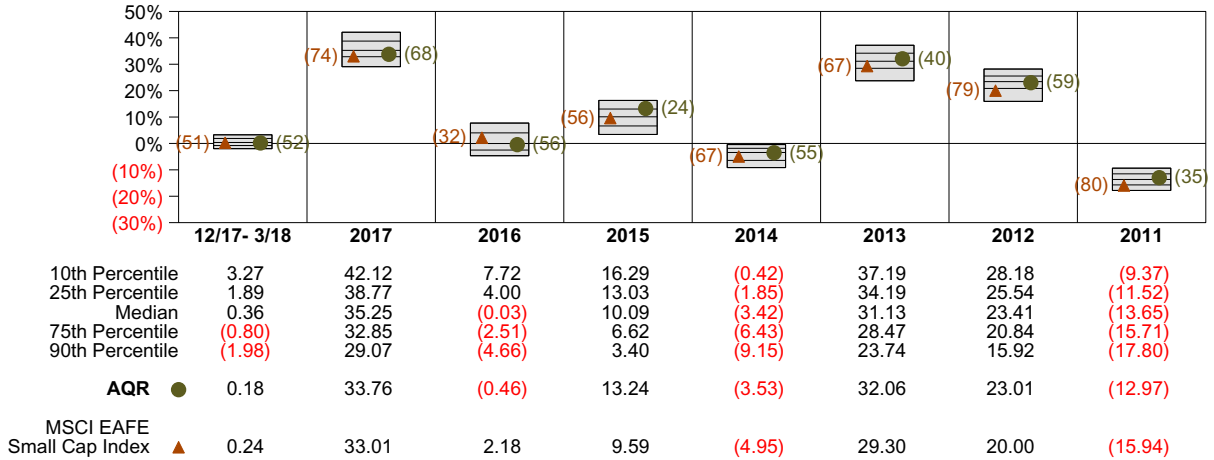 50%
40%
30%
20%
10%
0%
(10%)
(20%)
(30%)
(51) (52)
(74) (68)
(32) (56)
(56) (24)
(67) (55)
(67) (40)
(79) (59)
(80) (35)
12/17- 3/18 2017 2016 2015 2014 2013 2012 2011
10th Percentile 3.27 42.12 7.72 16.29 (0.42) 37.19 28.18 (9.37)
25th Percentile 1.89 38.77 4.00 13.03 (1.85) 34.19 25.54 (11.52)
Median 0.36 35.25 (0.03) 10.09 (3.42) 31.13 23.41 (13.65)
75th Percentile (0.80) 32.85 (2.51) 6.62 (6.43) 28.47 20.84 (15.71)
90th Percentile (1.98) 29.07 (4.66) 3.40 (9.15) 23.74 15.92 (17.80)
AQR 0.18 33.76 (0.46) 13.24 (3.53) 32.06 23.01 (12.97)
MSCI EAFE
Small Cap Index 0.24 33.01 2.18 9.59 (4.95) 29.30 20.00 (15.94)